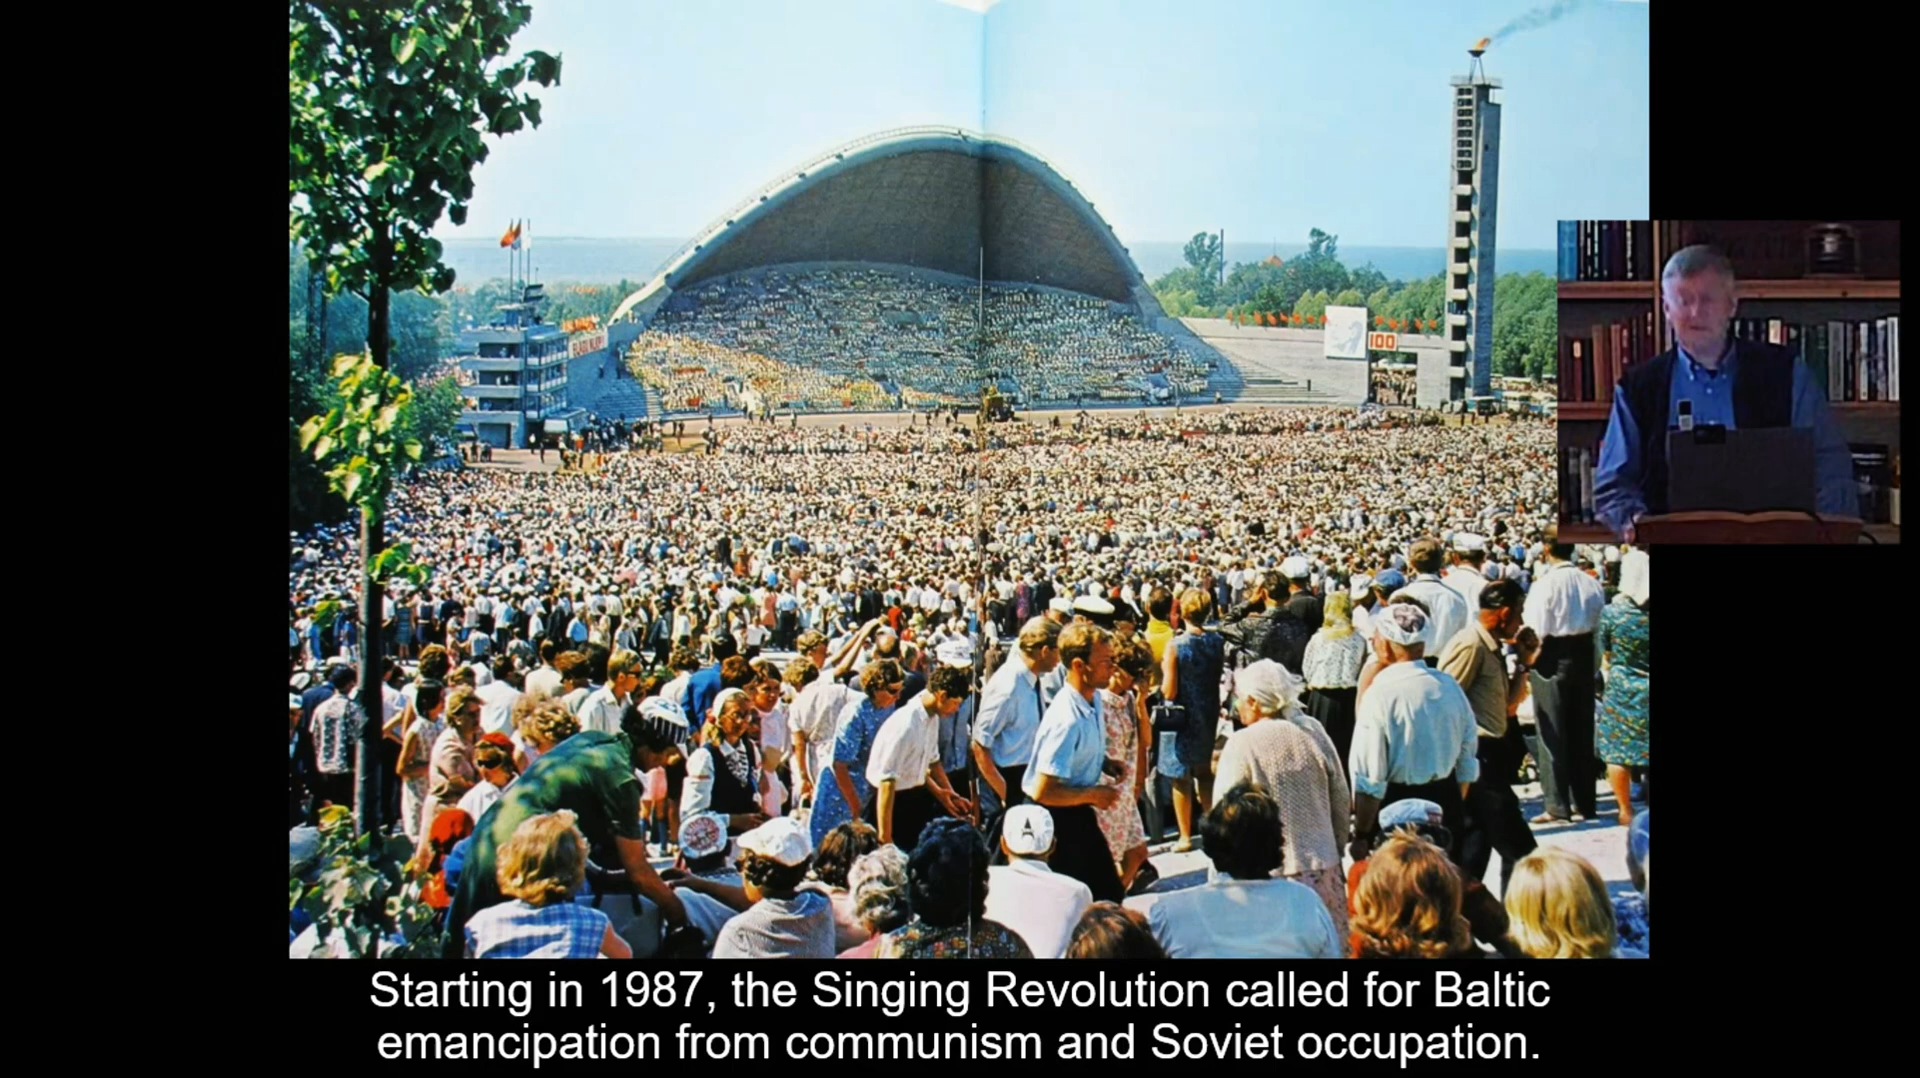 100
Starting in 1987, the Singing Revolution called for Baltic
emancipation from communism and Soviet occupation.